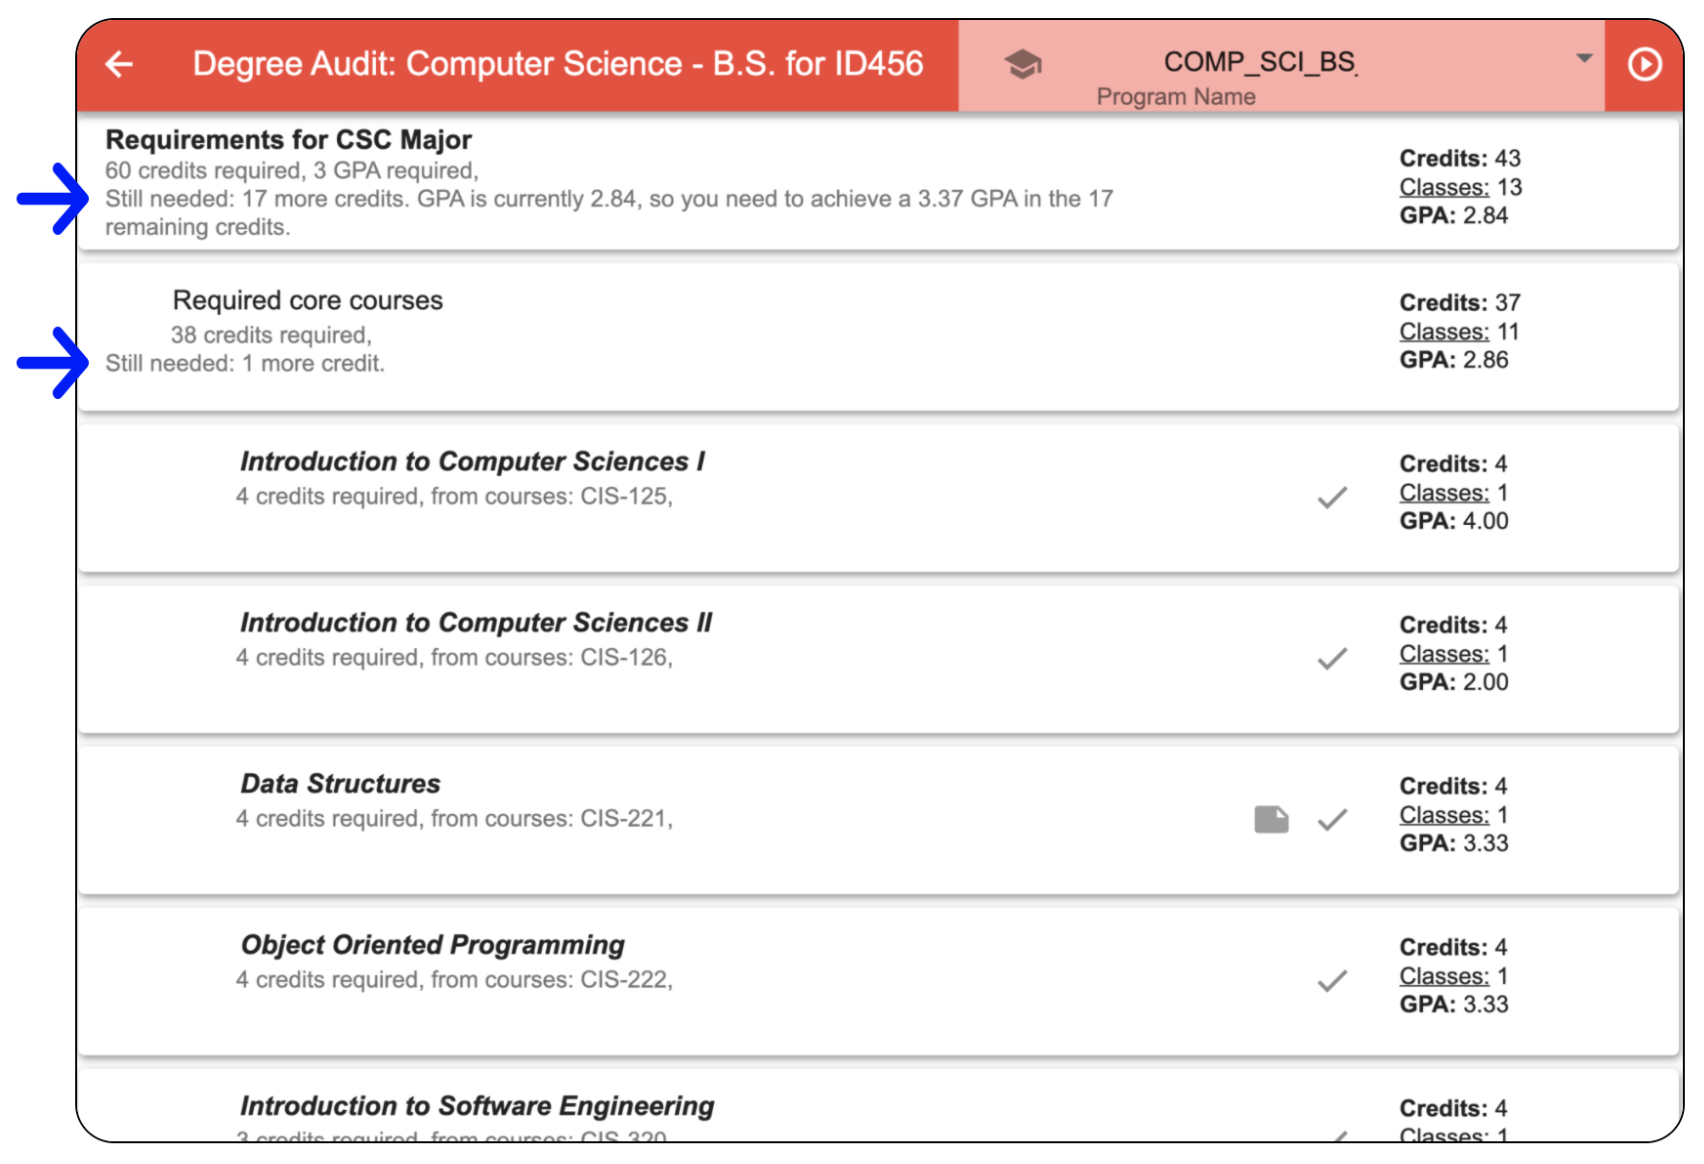 Degree Audit: Computer Science - B.S. for ID456
COMP_SCI_BS
Program Name
Requirements for CSC Major
60 credits required, 3 GPA required,
Still needed: 17 more credits. GPA is currently 2.84, so you need to achieve a 3.37 GPA in the 17
remaining credits.
Credits: 43
Classes: 13
GPA: 2.84
Required core courses
38 credits required,
Still needed: 1 more credit.
Credits: 37
Classes: 11
GPA: 2.86
Introduction to Computer Sciences I
4 credits required, from courses: CIS-125,
Credits: 4
Classes: 1
GPA: 4.00
Introduction to Computer Sciences II
4 credits required, from courses: CIS-126,
Credits: 4
Classes: 1
GPA: 2.00
Data Structures
4 credits required, from courses: CIS-221,
Credits: 4
Classes: 1
GPA: 3.33
Object Oriented Programming
4 credits required, from courses: CIS-222,
Credits: 4
Classes: 1
GPA: 3.33
Introduction to Software Engineering
3 credits required, from courses: CIS-320,
Credits: 4
Classes: 1